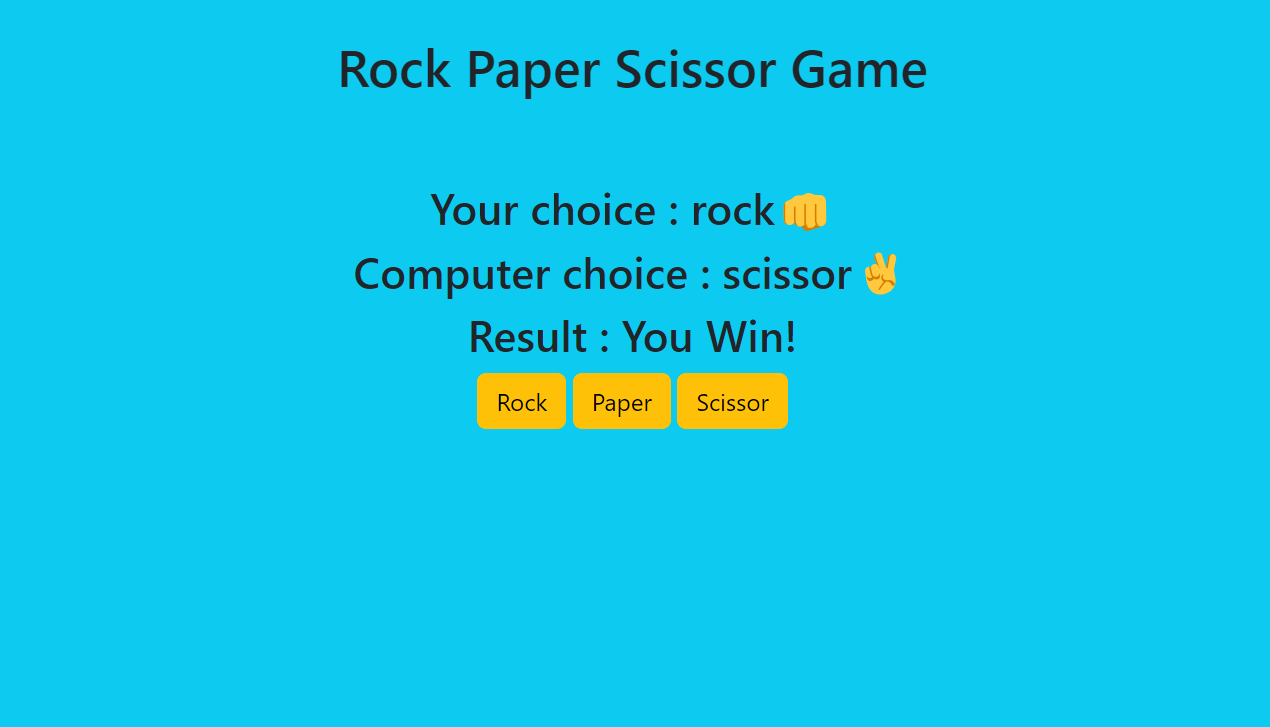 Rock Paper Scissor Game
Your choice : rock👊
Computer choice : scissor✌
Result : You Win!
Rock Paper Scissor